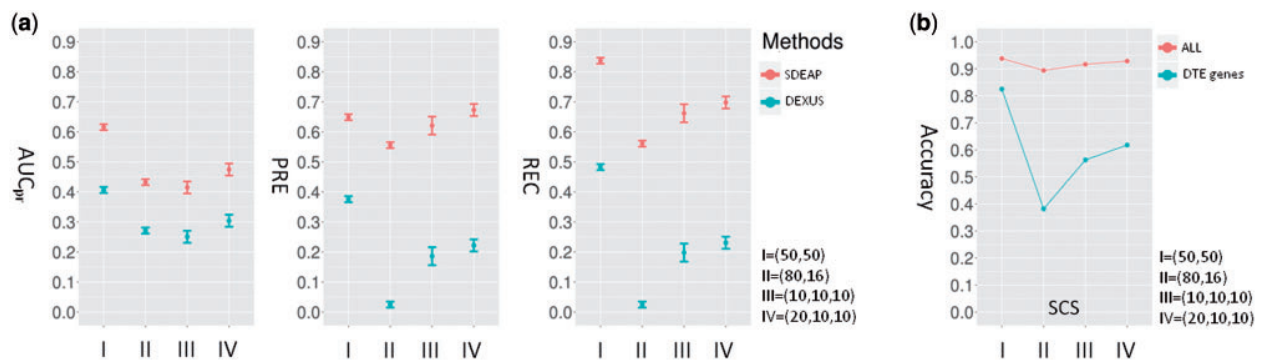 (a)
0.9
0.8
0.7
0.6
0.5
0.4
0.3
0.2
0.1
0.0
AUCpr
I II III IV
0.9
0.8
0.7
0.6
0.5
0.4
0.3
0.2
0.1
0.0
PRE
I II III IV
0.9
0.8
0.7
0.6
0.5
0.4
0.3
0.2
0.1
0.0
REC
I II III IV
Methods
SDEAP
DEXUS
I=(50,50)
II=(80,16)
III=(10,10,10)
IV=(20,10,10)
(b)
1.0
0.9
0.8
0.7
0.6
0.5
0.4
0.3
0.2
0.1
0.0
Accuracy
SCS
I II III IV
ALL
DTE genes
I=(50,50)
II=(80,16)
III=(10,10,10)
IV=(20,10,10)